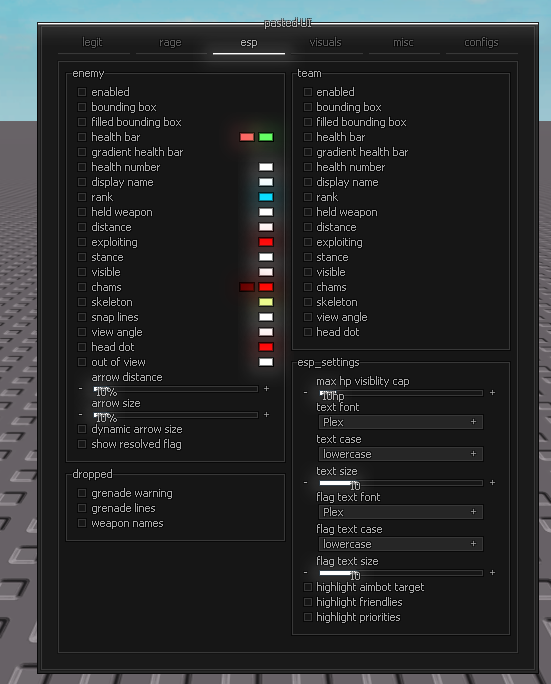 pasted UI
legit rage esp visuals misc configs
enemy
enabled
bounding box
filled bounding box
health bar
gradient health bar
health number
display name
rank
held weapon
distance
exploiting
stance
visible
chams
skeleton
snap lines
view angle
head dot
out of view
arrow distance
- 10% +
arrow size
- 10% +
dynamic arrow size
show resolved flag
dropped
grenade warning
grenade lines
weapon names
team
enabled
bounding box
filled bounding box
health bar
gradient health bar
health number
display name
rank
held weapon
distance
exploiting
stance
visible
chams
skeleton
view angle
head dot
esp_settings
max hp visiblity cap
- 10hp +
text font
Plex +
text case
lowercase +
text size
- 10 +
flag text font
Plex +
flag text case
lowercase +
flag text size
- 10 +
highlight aimbot target
highlight friendlies
highlight priorities